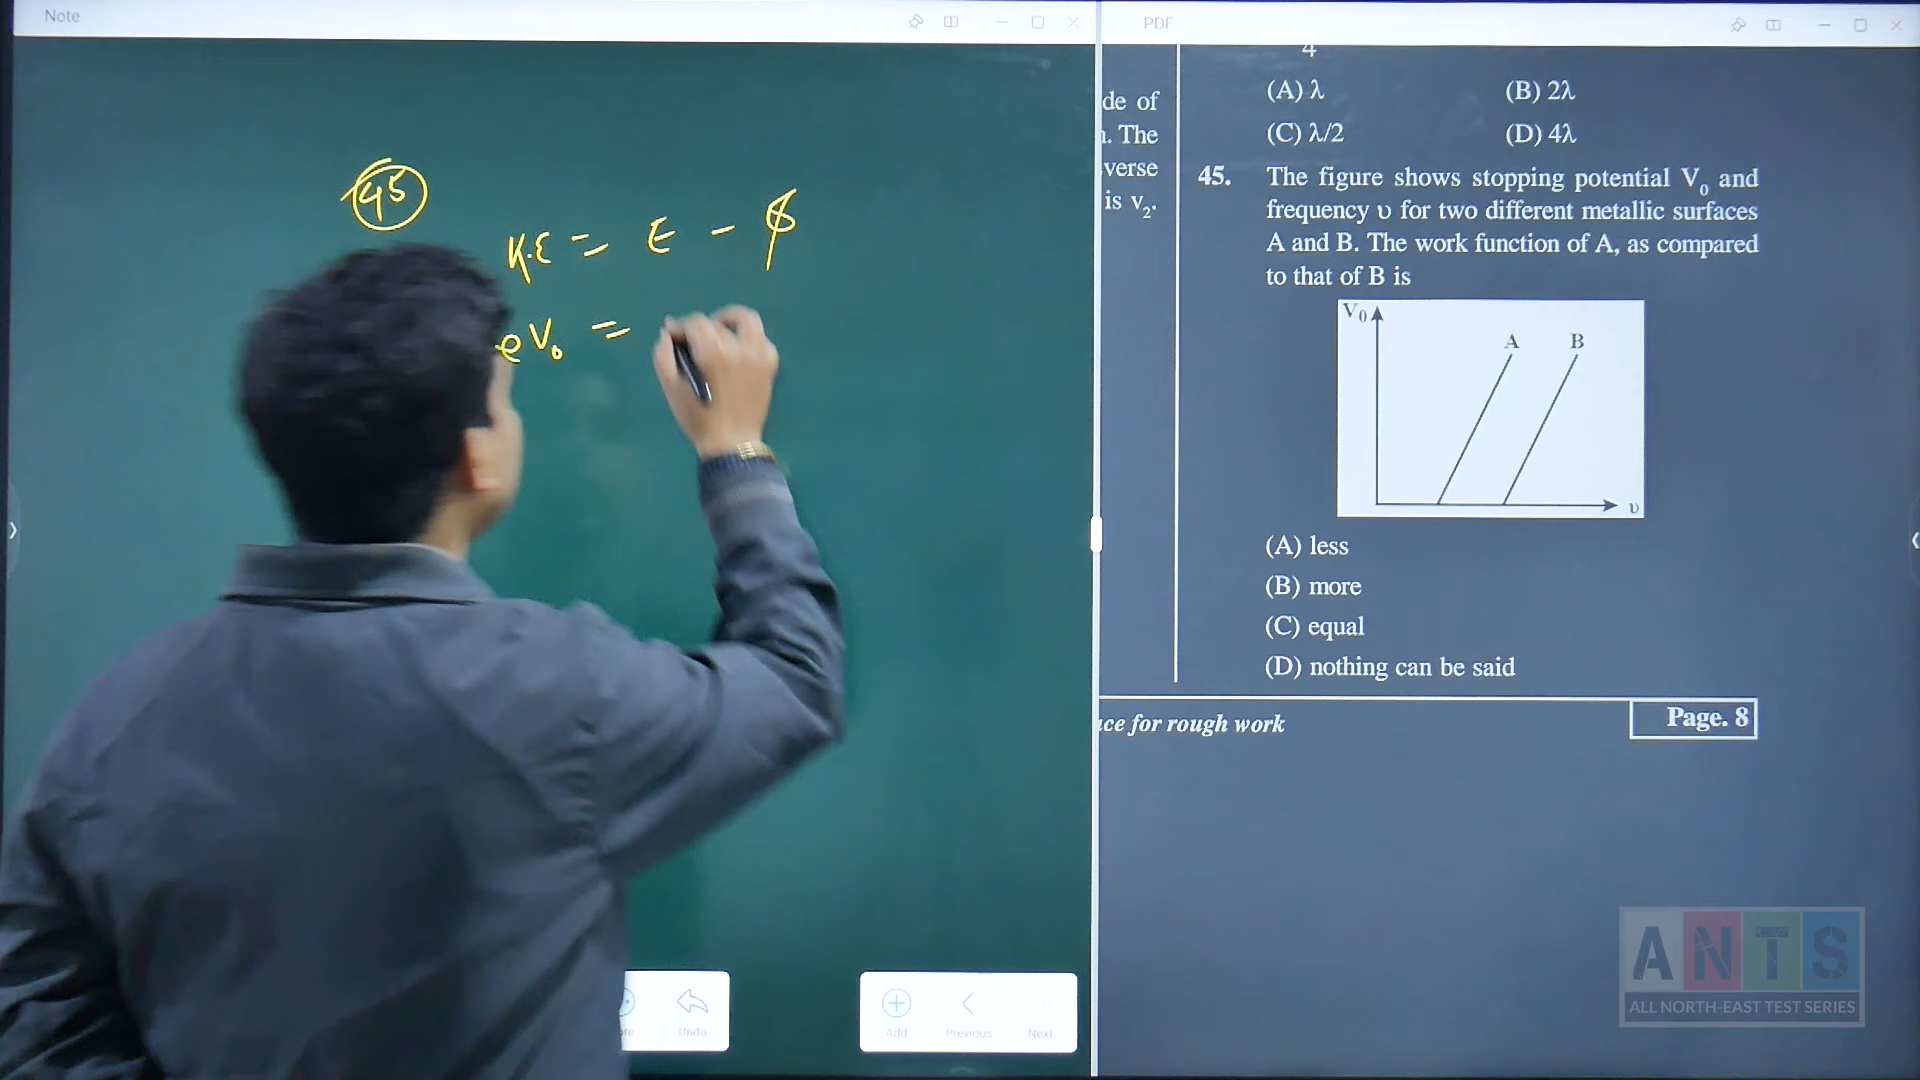 Note
PDF
45
K.E = E - ϕ
eV₀ =
de of
. The
verse
is v₂.
4
(A) λ (B) 2λ
(C) λ/2 (D) 4λ
45. The figure shows stopping potential V₀ and
frequency υ for two different metallic surfaces
A and B. The work function of A, as compared
to that of B is
V₀
A B
υ
(A) less
(B) more
(C) equal
(D) nothing can be said
ce for rough work
Page. 8
Undo
Add Previous Next
ANTS
ALL NORTH-EAST TEST SERIES